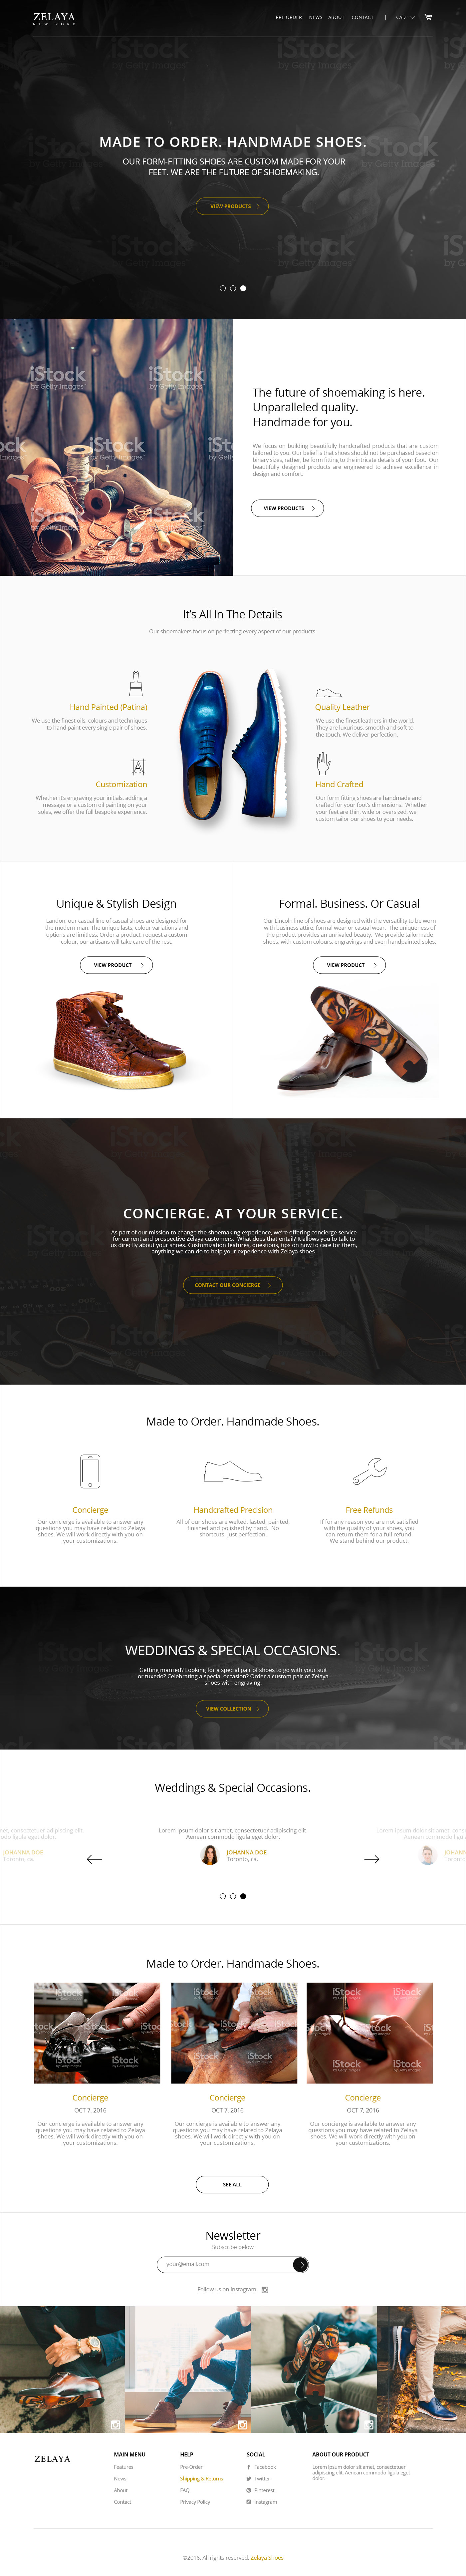 ZELAYA
NEW YORK
PRE ORDER NEWS ABOUT CONTACT | CAD
MADE TO ORDER. HANDMADE SHOES.
OUR FORM-FITTING SHOES ARE CUSTOM MADE FOR YOUR
FEET. WE ARE THE FUTURE OF SHOEMAKING.
VIEW PRODUCTS
iStock
by Getty Images
The future of shoemaking is here.
Unparalleled quality.
Handmade for you.
We focus on building beautifully handcrafted products that are custom
tailored to you. Our belief is that shoes should not be purchased based on
binary sizes, rather, be form fitting to the intricate details of your foot. Our
beautifully designed products are engineered to achieve excellence in
design and comfort.
VIEW PRODUCTS
It's All In The Details
Our shoemakers focus on perfecting every aspect of our products.
Hand Painted (Patina)
We use the finest oils, colours and techniques
to hand paint every single pair of shoes.
Quality Leather
We use the finest leathers in the world.
They are luxurious, smooth and soft to
the touch. We deliver perfection.
Customization
Whether it's engraving your initials, adding a
message or a custom oil painting on your
soles, we offer the full bespoke experience.
Hand Crafted
Our form fitting shoes are handmade and
crafted for your foot's dimensions. Whether
your feet are thin, wide or oversized, we
custom tailor our shoes to your needs.
Unique & Stylish Design
Landon, our casual line of casual shoes are designed for
the modern man. The unique lasts, colour variations and
options are limitless. Order a product, request a custom
colour, our artisans will take care of the rest.
VIEW PRODUCT
Formal. Business. Or Casual
Our Lincoln line of shoes are designed with the versatility to be worn
with business attire, formal wear or casual wear. The uniqueness of
the product provides an unrivaled beauty. We provide tailormade
shoes, with custom colours, engravings and even handpainted soles.
VIEW PRODUCT
CONCIERGE. AT YOUR SERVICE.
As part of our mission to change the shoemaking experience, we're offering concierge service
for current and prospective Zelaya customers. What does that entail? It allows you to talk to
us directly about your shoes. Customization features, questions, tips on how to care for them,
anything we can do to help your experience with Zelaya shoes.
CONTACT OUR CONCIERGE
Made to Order. Handmade Shoes.
Concierge
Our concierge is available to answer any
questions you may have related to Zelaya
shoes. We will work directly with you on
your customizations.
Handcrafted Precision
All of our shoes are welted, lasted, painted,
finished and polished by hand. No
shortcuts. Just perfection.
Free Refunds
If for any reason you are not satisfied
with the quality of your shoes, you
can return them for a full refund.
We stand behind our product.
WEDDINGS & SPECIAL OCCASIONS.
Getting married? Looking for a special pair of shoes to go with your suit
or tuxedo? Celebrating a special occasion? Order a custom pair of Zelaya
shoes with engraving.
VIEW COLLECTION
Weddings & Special Occasions.
met, consectetuer adipiscing elit.
modo ligula eget dolor.
JOHANNA DOE
Toronto, ca.
Lorem ipsum dolor sit amet, consectetuer adipiscing elit.
Aenean commodo ligula eget dolor.
JOHANNA DOE
Toronto, ca.
Lorem ipsum dolor sit amet, conse
Aenean commodo ligula
JOHANN
Toronto,
Made to Order. Handmade Shoes.
iStock
by Getty Images
Concierge
OCT 7, 2016
Our concierge is available to answer any
questions you may have related to Zelaya
shoes. We will work directly with you on
your customizations.
Concierge
OCT 7, 2016
Our concierge is available to answer any
questions you may have related to Zelaya
shoes. We will work directly with you on
your customizations.
Concierge
OCT 7, 2016
Our concierge is available to answer any
questions you may have related to Zelaya
shoes. We will work directly with you on
your customizations.
SEE ALL
Newsletter
Subscribe below
your@email.com
Follow us on Instagram
ZELAYA
MAIN MENU
Features
News
About
Contact
HELP
Pre-Order
Shipping & Returns
FAQ
Privacy Policy
SOCIAL
Facebook
Twitter
Pinterest
Instagram
ABOUT OUR PRODUCT
Lorem ipsum dolor sit amet, consectetuer
adipiscing elit. Aenean commodo ligula eget
dolor.
©2016. All rights reserved. Zelaya Shoes